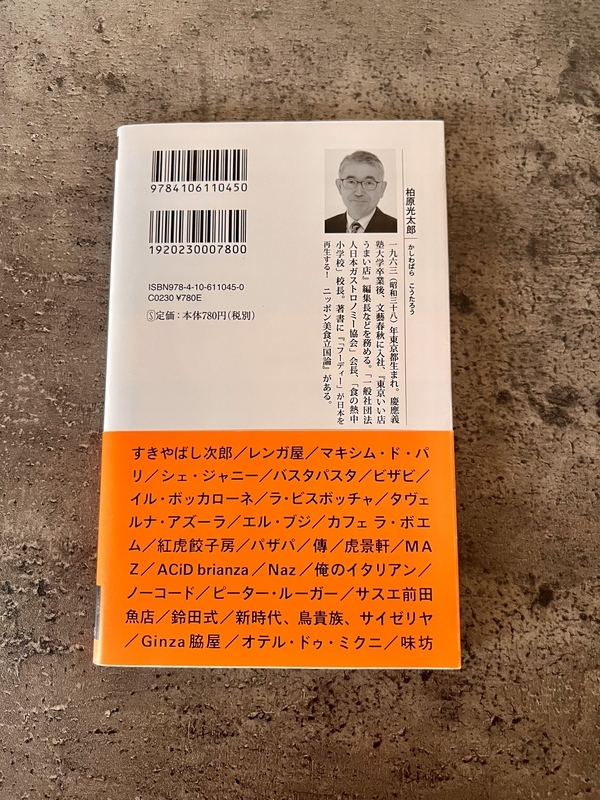 9784106110450
1920230007800
ISBN978-4-10-611045-0
C0230 ¥780E
Ⓢ定価:本体780円(税別)
柏原光太郎
かしわばら こうたろう
一九六三(昭和三十八)年東京都生まれ。慶應義
塾大学卒業後、文藝春秋に入社、『東京いい店
うまい店』編集長などを務める。「一般社団法
人日本ガストロノミー協会」会長、「食の熱中
小学校」校長。著書に『「フーディー」が日本を
再生する! ニッポン美食立国論』がある。
すきやばし次郎/レンガ屋/マキシム・ド・パ
リ/シェ・ジャニー/バスタパスタ/ビザビ/
イル・ボッカローネ/ラ・ビスボッチャ/タヴェ
ルナ・アズーラ/エル・ブジ/カフェ ラ・ボエ
ム/紅虎餃子房/パザパ/傳/虎景軒/MA
Z/ACiD brianza/Naz/俺のイタリアン/
ノーコード/ピーター・ルーガー/サスエ前田
魚店/鈴田式/新時代、鳥貴族、サイゼリヤ
/Ginza脇屋/オテル・ドゥ・ミクニ/味坊